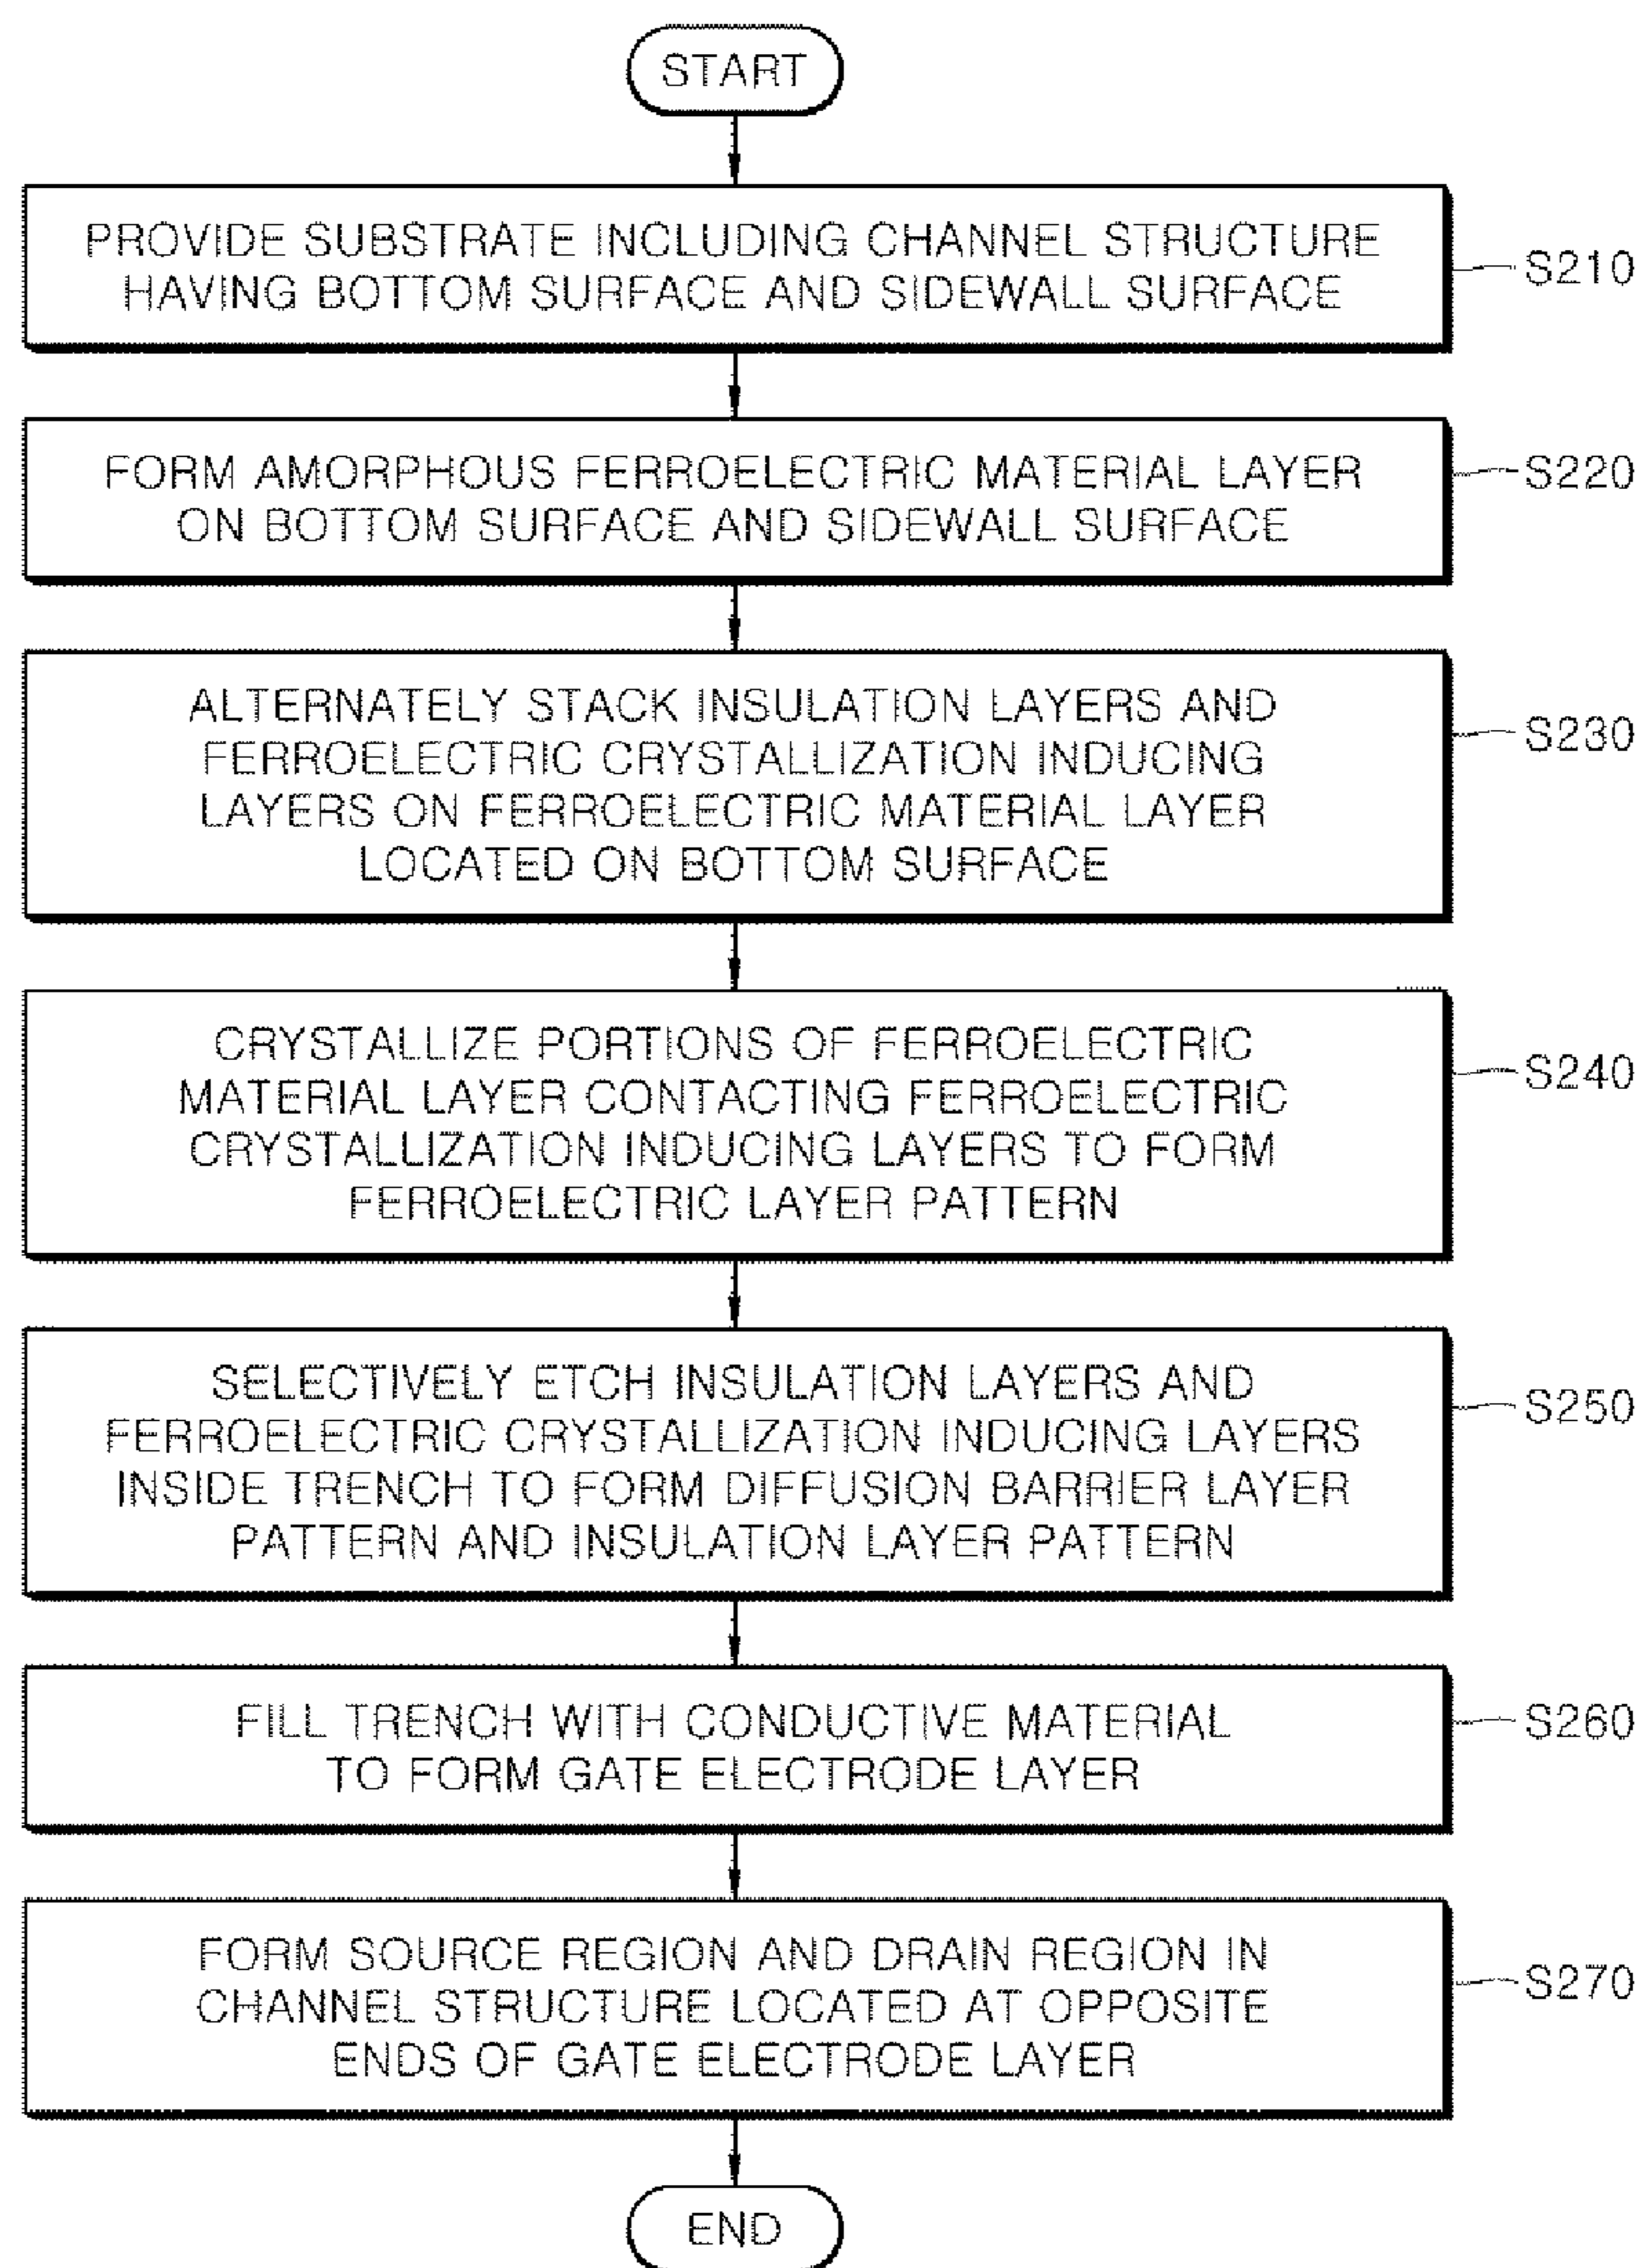 START
PROVIDE SUBSTRATE INCLUDING CHANNEL STRUCTURE
HAVING BOTTOM SURFACE AND SIDEWALL SURFACE
S210
FORM AMORPHOUS FERROELECTRIC MATERIAL LAYER
ON BOTTOM SURFACE AND SIDEWALL SURFACE
S220
ALTERNATELY STACK INSULATION LAYERS AND
FERROELECTRIC CRYSTALLIZATION INDUCING
LAYERS ON FERROELECTRIC MATERIAL LAYER
LOCATED ON BOTTOM SURFACE
S230
CRYSTALLIZE PORTIONS OF FERROELECTRIC
MATERIAL LAYER CONTACTING FERROELECTRIC
CRYSTALLIZATION INDUCING LAYERS TO FORM
FERROELECTRIC LAYER PATTERN
S240
SELECTIVELY ETCH INSULATION LAYERS AND
FERROELECTRIC CRYSTALLIZATION INDUCING LAYERS
INSIDE TRENCH TO FORM DIFFUSION BARRIER LAYER
PATTERN AND INSULATION LAYER PATTERN
S250
FILL TRENCH WITH CONDUCTIVE MATERIAL
TO FORM GATE ELECTRODE LAYER
S260
FORM SOURCE REGION AND DRAIN REGION IN
CHANNEL STRUCTURE LOCATED AT OPPOSITE
ENDS OF GATE ELECTRODE LAYER
S270
END